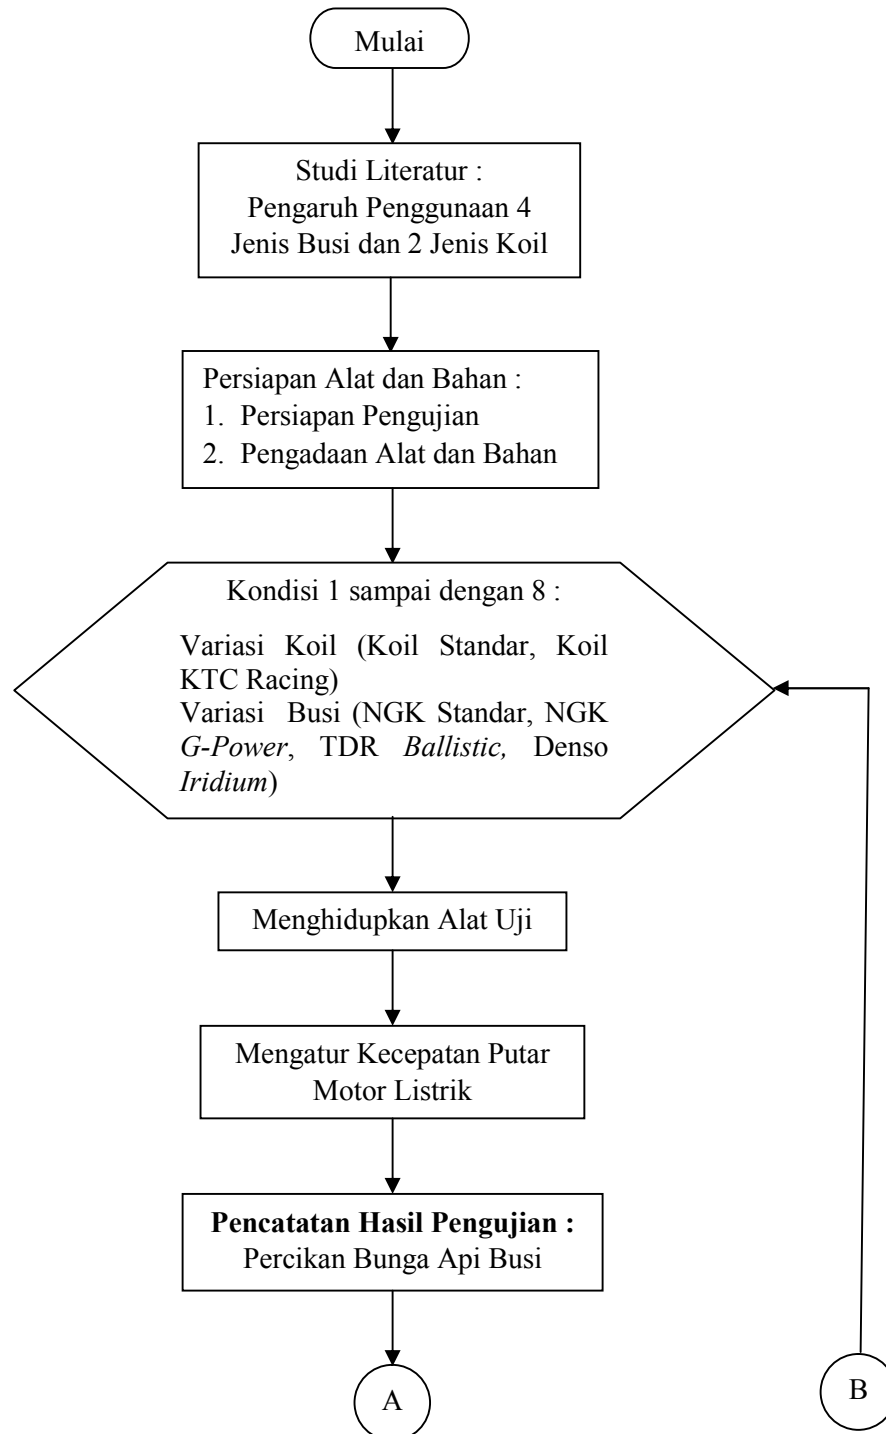 Mulai
Studi Literatur :
Pengaruh Penggunaan 4
Jenis Busi dan 2 Jenis Koil
Persiapan Alat dan Bahan :
1. Persiapan Pengujian
2. Pengadaan Alat dan Bahan
Kondisi 1 sampai dengan 8 :
Variasi Koil (Koil Standar, Koil
KTC Racing)
Variasi Busi (NGK Standar, NGK
G-Power, TDR Ballistic, Denso
Iridium)
Menghidupkan Alat Uji
Mengatur Kecepatan Putar
Motor Listrik
Pencatatan Hasil Pengujian :
Percikan Bunga Api Busi
A
B